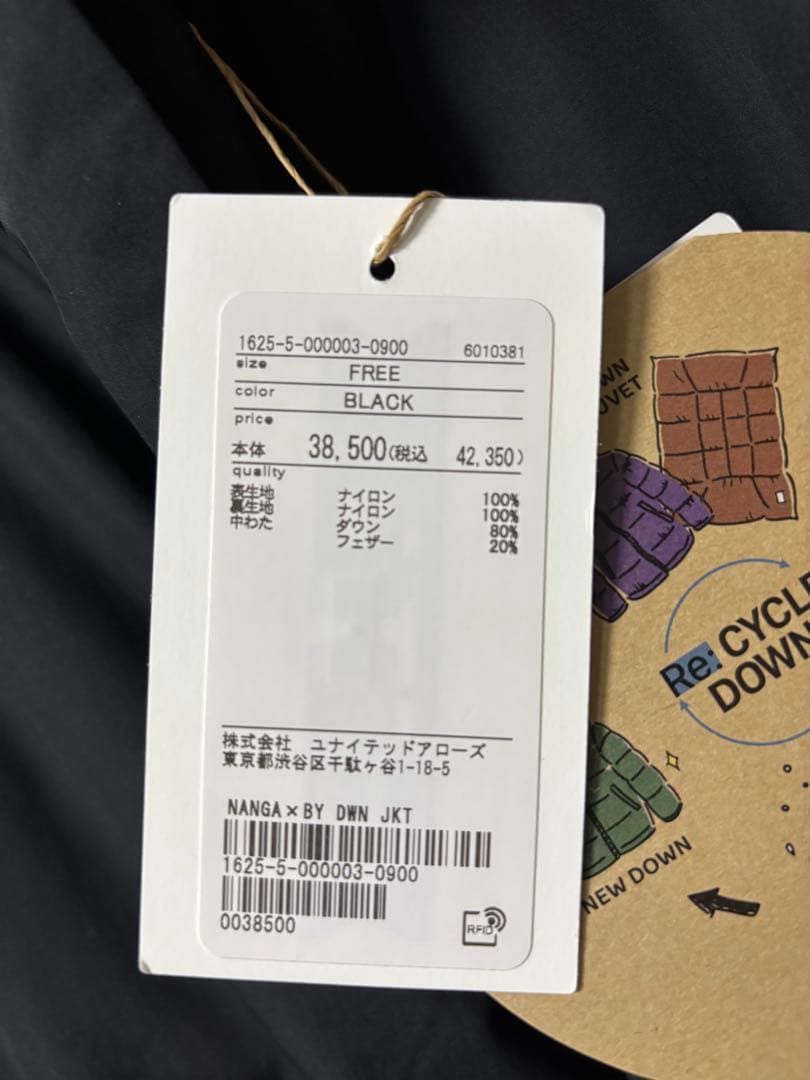 1625-5-000003-0900 6010381
size FREE
color BLACK
price
本体 38,500(税込 42,350)
quality
表生地 ナイロン 100%
裏生地 ナイロン 100%
中わた ダウン 80%
フェザー 20%
株式会社 ユナイテッドアローズ
東京都渋谷区千駄ヶ谷1-18-5
NANGA×BY DWN JKT
1625-5-000003-0900
0038500
RFID
Re: CYCLE
DOWN
NEW DOWN